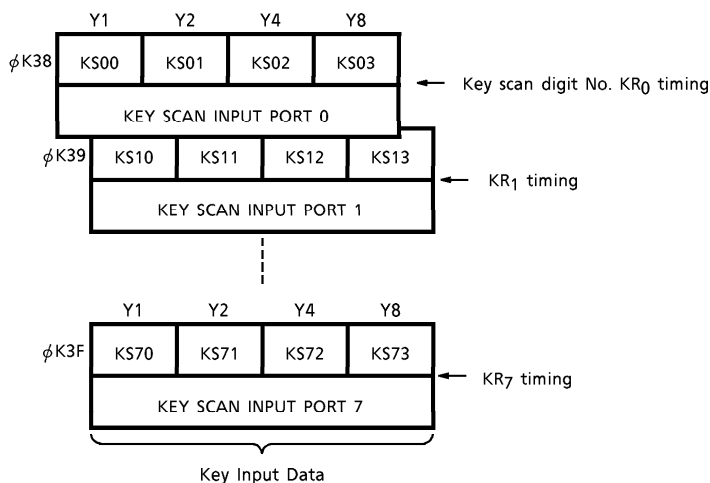 Y1 Y2 Y4 Y8
ϕK38 KS00 KS01 KS02 KS03
Key scan digit No. KR0 timing
KEY SCAN INPUT PORT 0
ϕK39 KS10 KS11 KS12 KS13
KR1 timing
KEY SCAN INPUT PORT 1
Y1 Y2 Y4 Y8
ϕK3F KS70 KS71 KS72 KS73
KR7 timing
KEY SCAN INPUT PORT 7
Key Input Data